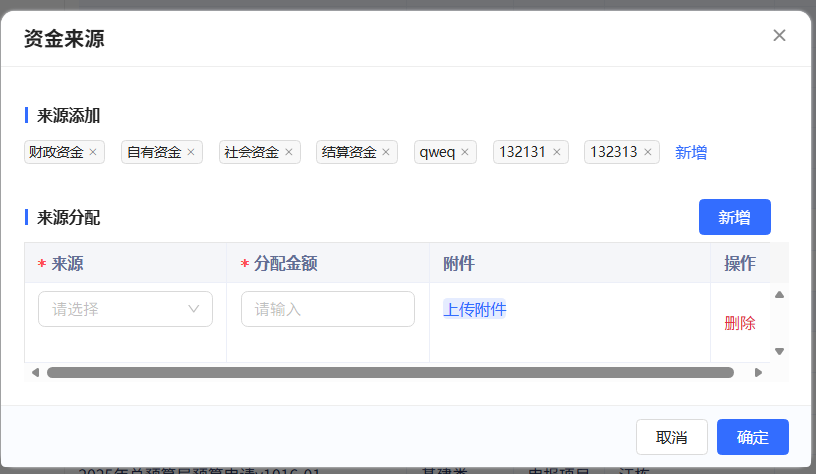 资金来源
来源添加
财政资金 自有资金 社会资金 结算资金 qweq 132131 132313 新增
来源分配 新增
* 来源 * 分配金额 附件 操作
请选择 请输入 上传附件 删除
取消 确定